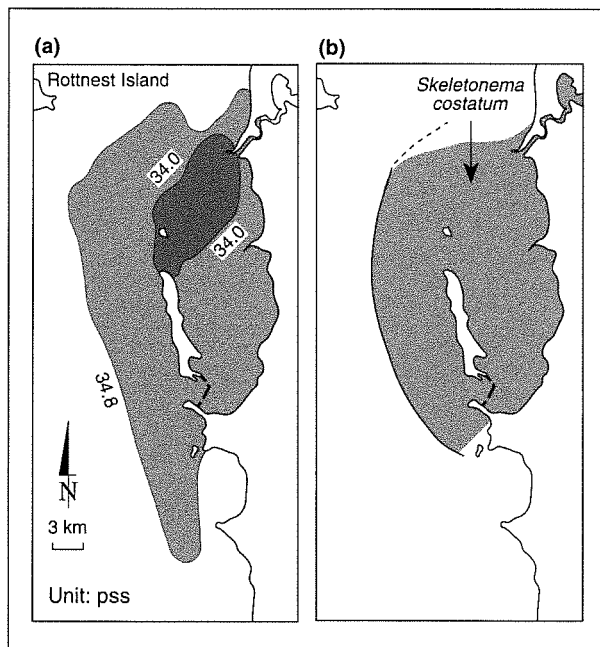 (a)
Rottnest Island
34.0
34.0
34.8
N
3 km
Unit: pss
(b)
Skeletonema
costatum